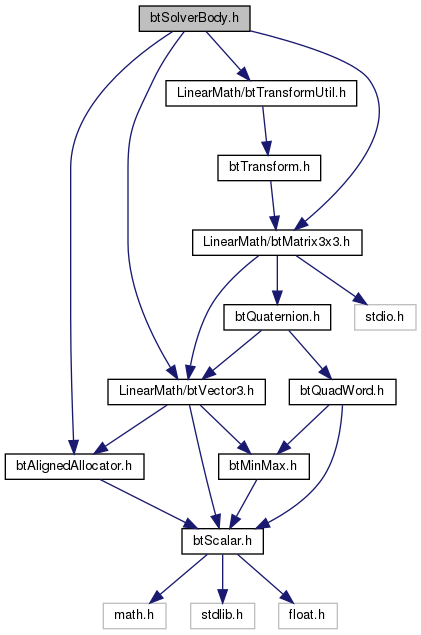 btSolverBody.h
LinearMath/btTransformUtil.h
btTransform.h
LinearMath/btMatrix3x3.h
btQuaternion.h
stdio.h
LinearMath/btVector3.h
btQuadWord.h
btAlignedAllocator.h
btMinMax.h
btScalar.h
math.h
stdlib.h
float.h